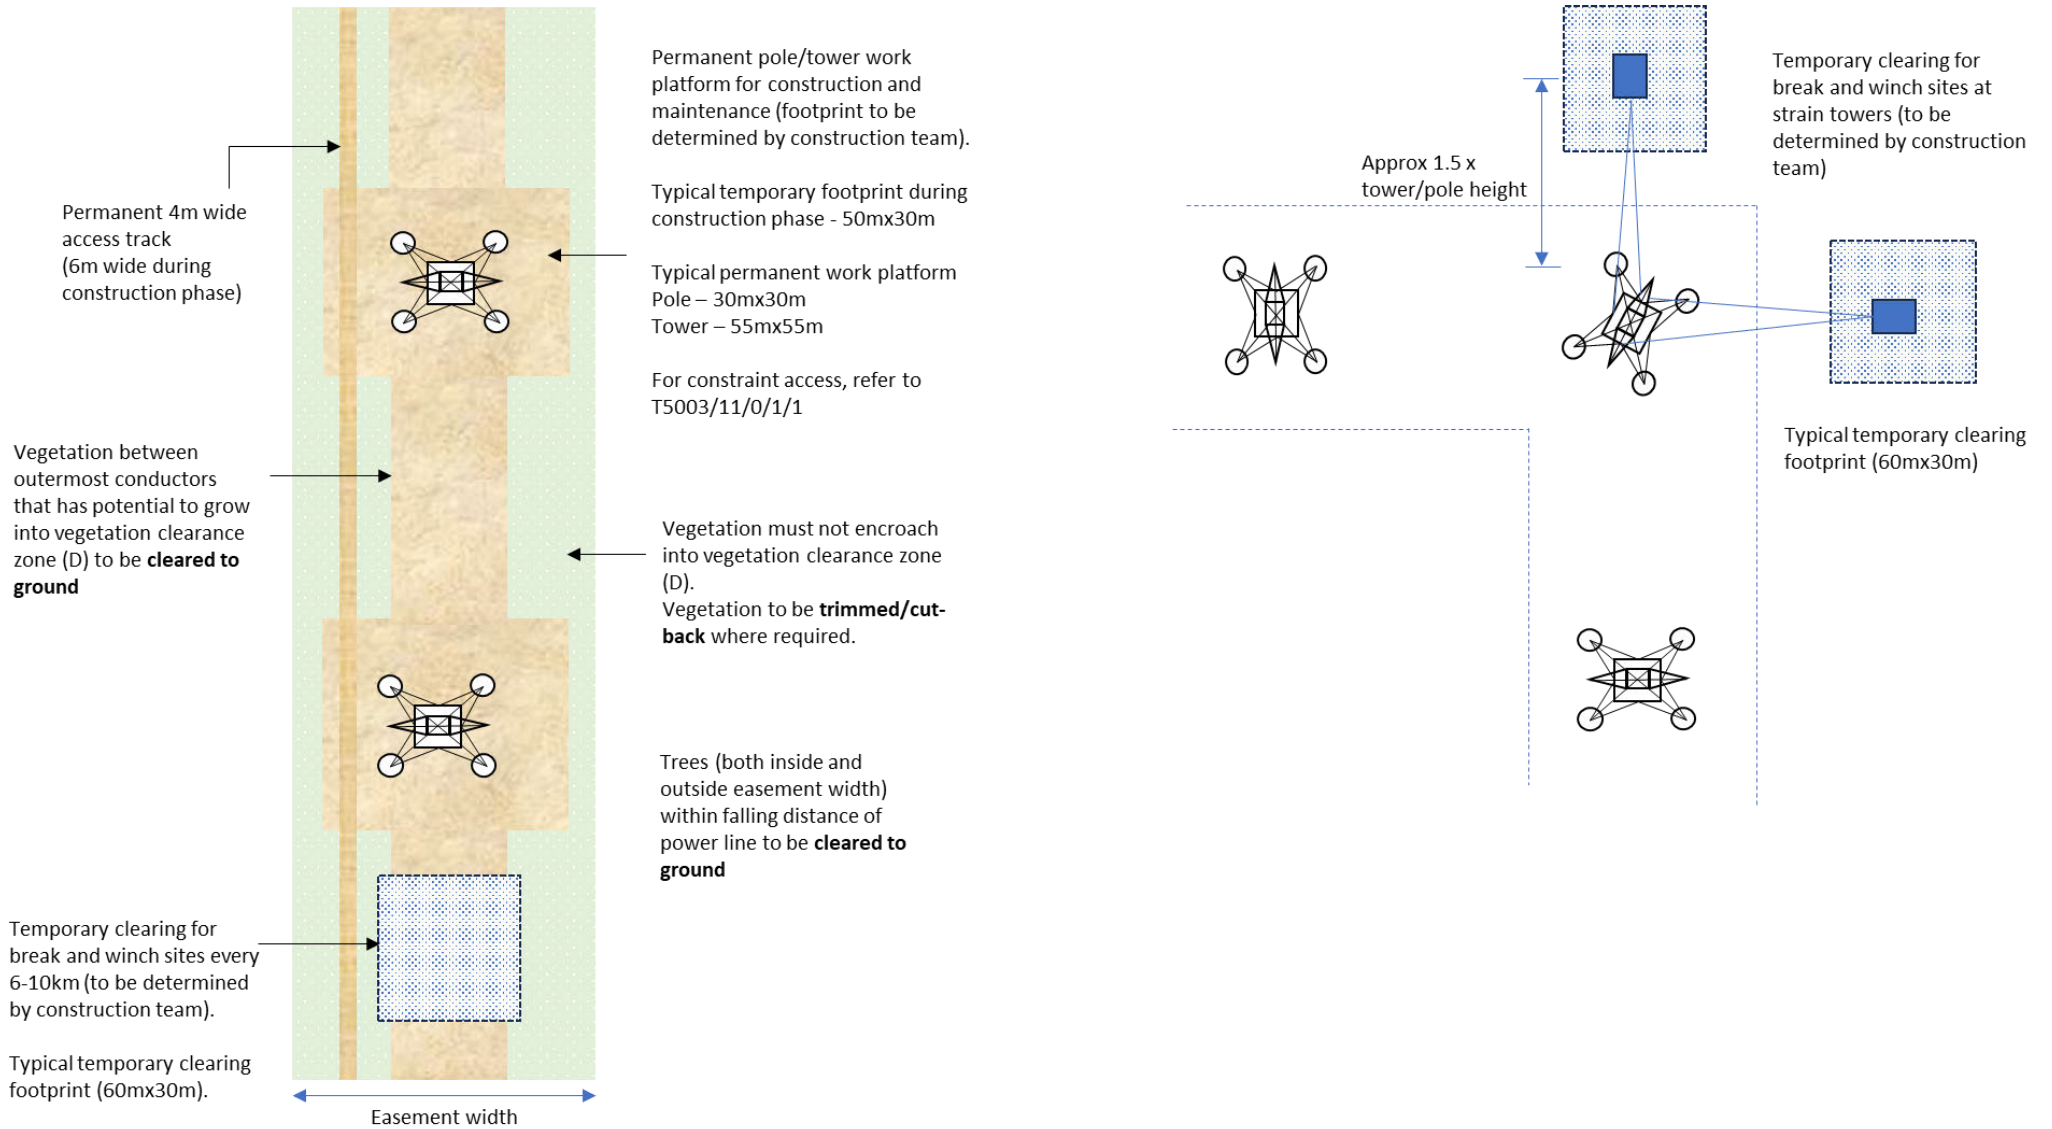 Permanent 4m wide
access track
(6m wide during
construction phase)
Vegetation between
outermost conductors
that has potential to grow
into vegetation clearance
zone (D) to be cleared to
ground
Temporary clearing for
break and winch sites every
6-10km (to be determined
by construction team).
Typical temporary clearing
footprint (60mx30m).
Easement width
Permanent pole/tower work
platform for construction and
maintenance (footprint to be
determined by construction team).
Typical temporary footprint during
construction phase - 50mx30m
Typical permanent work platform
Pole – 30mx30m
Tower – 55mx55m
For constraint access, refer to
T5003/11/0/1/1
Vegetation must not encroach
into vegetation clearance zone
(D).
Vegetation to be trimmed/cut-
back where required.
Trees (both inside and
outside easement width)
within falling distance of
power line to be cleared to
ground
Approx 1.5 x
tower/pole height
Temporary clearing for
break and winch sites at
strain towers (to be
determined by construction
team)
Typical temporary clearing
footprint (60mx30m)